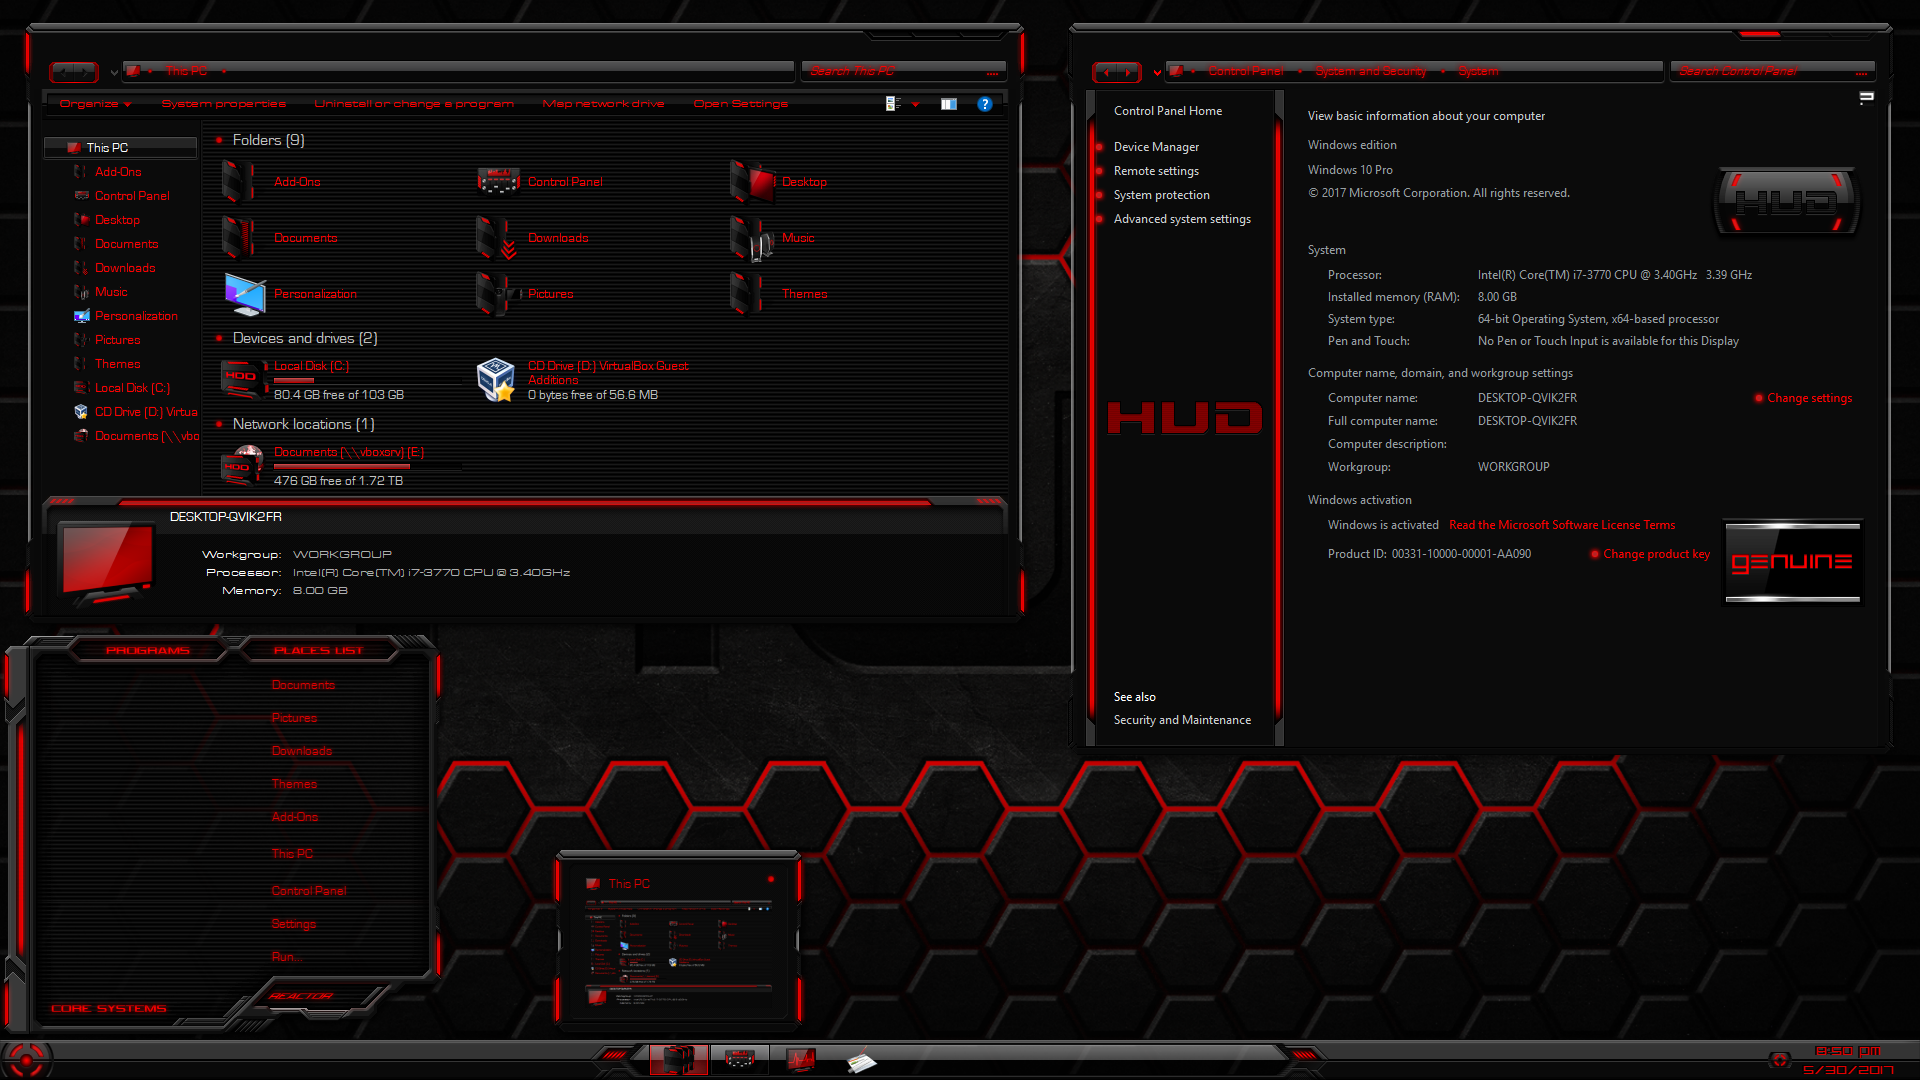 This PC
Search This PC
Organize
System properties
Uninstall or change a program
Map network drive
Open Settings
This PC
Add-Ons
Control Panel
Desktop
Documents
Downloads
Music
Personalization
Pictures
Themes
Local Disk (C:)
CD Drive (D:) Virtua
Documents (\\vbo
Folders (9)
Add-Ons
Control Panel
Desktop
Documents
Downloads
Music
Personalization
Pictures
Themes
Devices and drives (2)
HDD
Local Disk (C:)
80.4 GB free of 103 GB
CD Drive (D:) VirtualBox Guest
Additions
0 bytes free of 56.6 MB
Network locations (1)
HDD
Documents (\\vboxsrv) (E:)
476 GB free of 1.72 TB
DESKTOP-QVIK2FR
Workgroup: WORKGROUP
Processor: Intel(R) Core(TM) i7-3770 CPU @ 3.40GHz
Memory: 8.00 GB
Control Panel
System and Security
System
Search Control Panel
Control Panel Home
Device Manager
Remote settings
System protection
Advanced system settings
HUD
See also
Security and Maintenance
View basic information about your computer
Windows edition
Windows 10 Pro
© 2017 Microsoft Corporation. All rights reserved.
HUD
System
Processor: Intel(R) Core(TM) i7-3770 CPU @ 3.40GHz 3.39 GHz
Installed memory (RAM): 8.00 GB
System type: 64-bit Operating System, x64-based processor
Pen and Touch: No Pen or Touch Input is available for this Display
Computer name, domain, and workgroup settings
Computer name: DESKTOP-QVIK2FR
Change settings
Full computer name: DESKTOP-QVIK2FR
Computer description:
Workgroup: WORKGROUP
Windows activation
Windows is activated Read the Microsoft Software License Terms
Product ID: 00331-10000-00001-AA090
Change product key
genuine
PROGRAMS
PLACES LIST
Documents
Pictures
Downloads
Themes
Add-Ons
This PC
Control Panel
Settings
Run...
CORE SYSTEMS
REACTOR
This PC
8:50 PM
5/30/2017